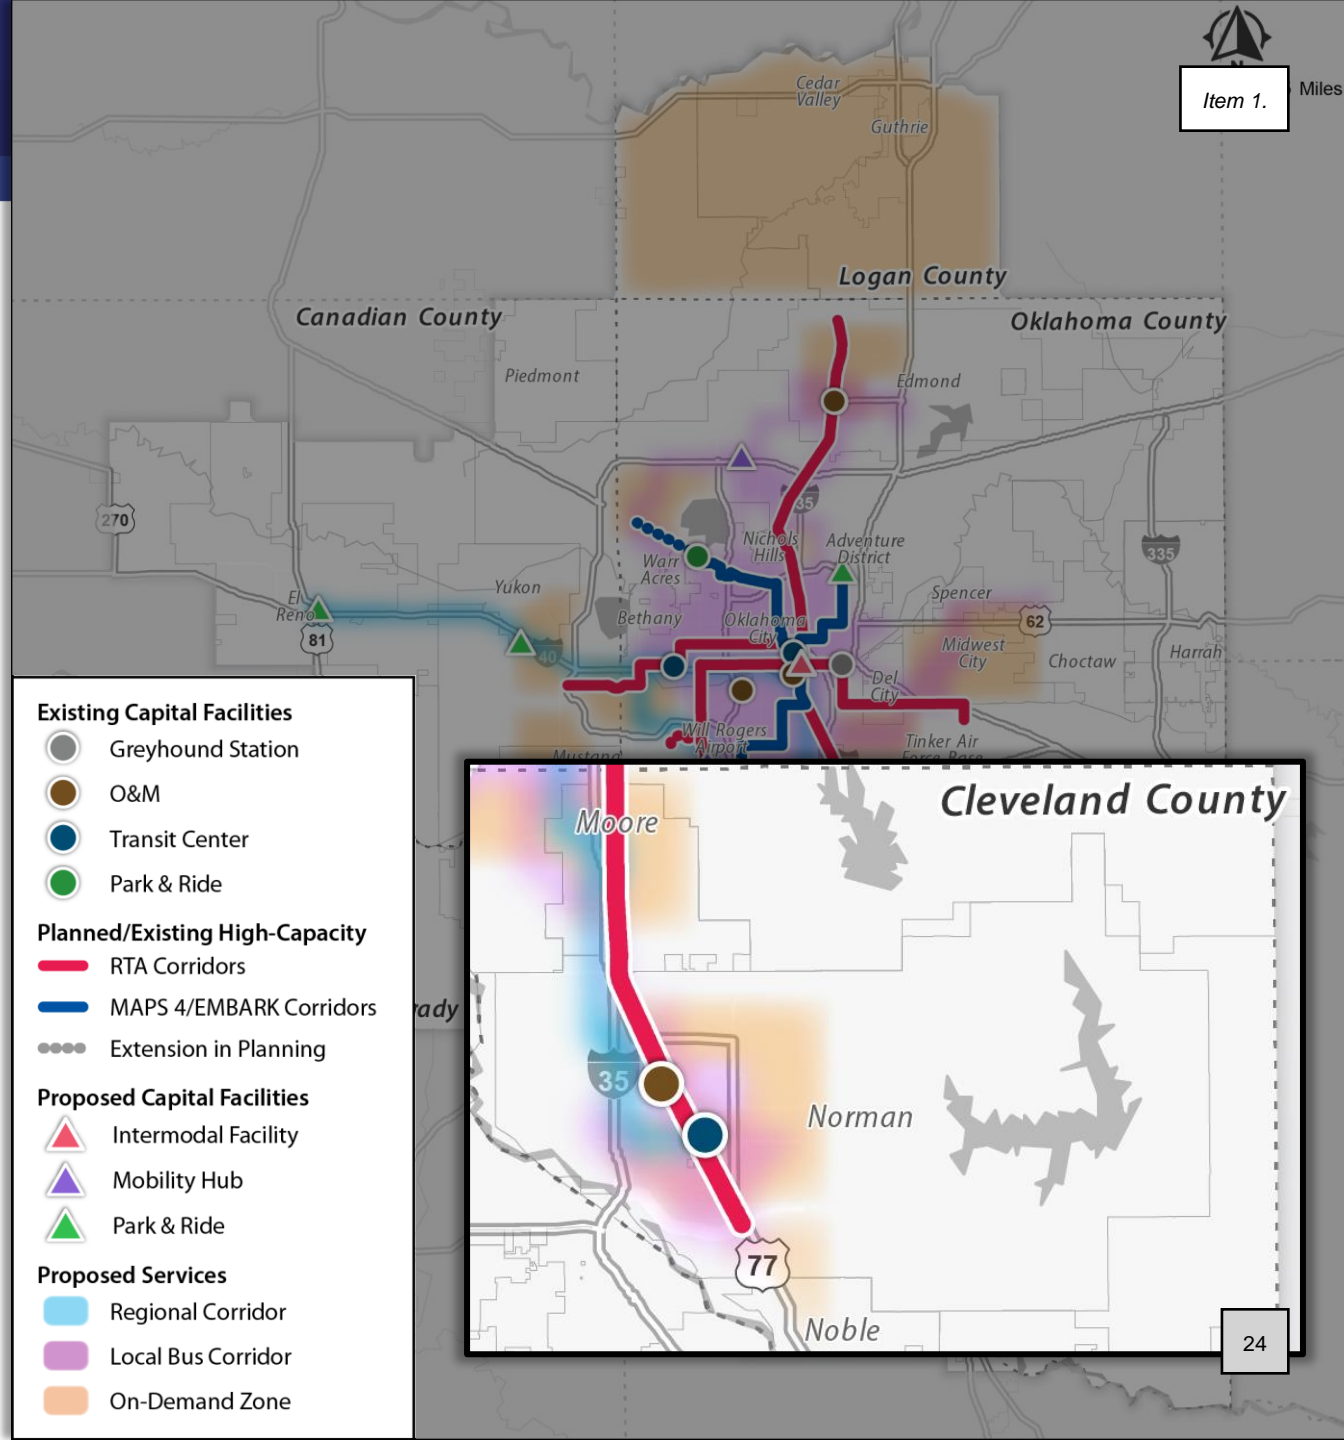 N
Item 1.
Miles
Cedar
Valley
Guthrie
Logan County
Canadian County
Oklahoma County
Piedmont
Edmond
270
35
335
Nichols
Hills
Adventure
District
Warr
Acres
Yukon
El
Reno
81
Bethany
Oklahoma
City
Spencer
62
Midwest
City
Choctaw
Harrah
40
Del
City
Will Rogers
Airport
Tinker Air
Force Base
Mustang
Existing Capital Facilities
Greyhound Station
O&M
Transit Center
Park & Ride
Planned/Existing High-Capacity
RTA Corridors
MAPS 4/EMBARK Corridors
Extension in Planning
Proposed Capital Facilities
Intermodal Facility
Mobility Hub
Park & Ride
Proposed Services
Regional Corridor
Local Bus Corridor
On-Demand Zone
rady
Cleveland County
Moore
35
Norman
77
Noble
24